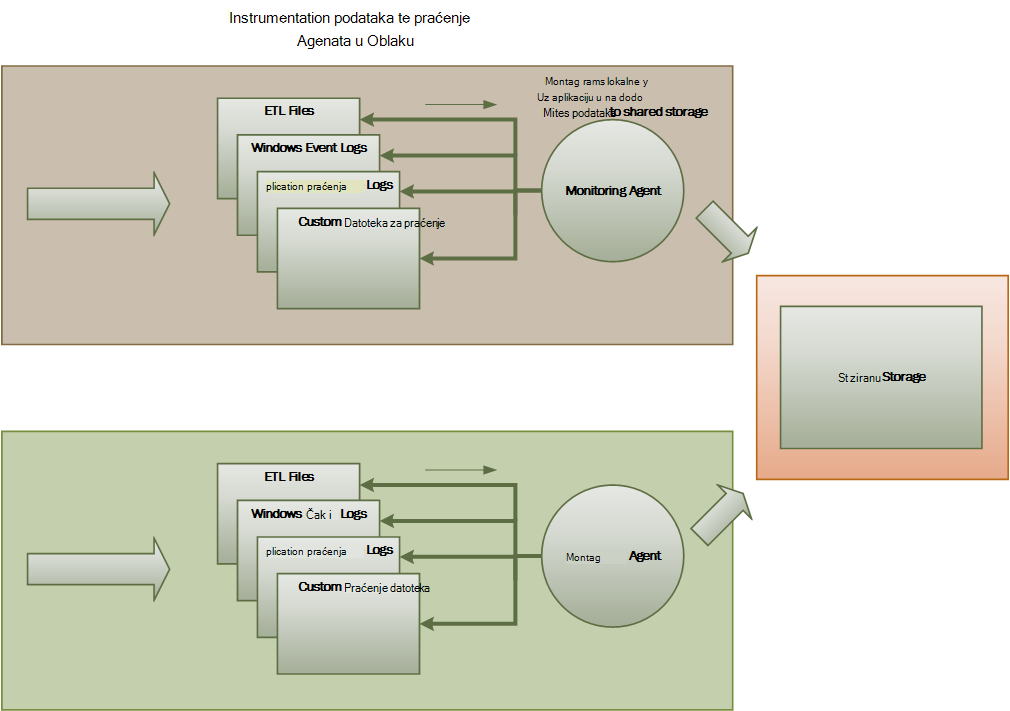 Instrumentation podataka te praćenje
Agenata u Oblaku
Montag rams lokalne y
Uz aplikaciju u na dodo
Mites podataka to shared storage
ETL Files
Windows Event Logs
plication praćenja Logs
Custom Datoteka za praćenje
Monitoring Agent
St ziranu Storage
ETL Files
Windows Čak i Logs
plication praćenja Logs
Custom Praćenje datoteka
Montag Agent